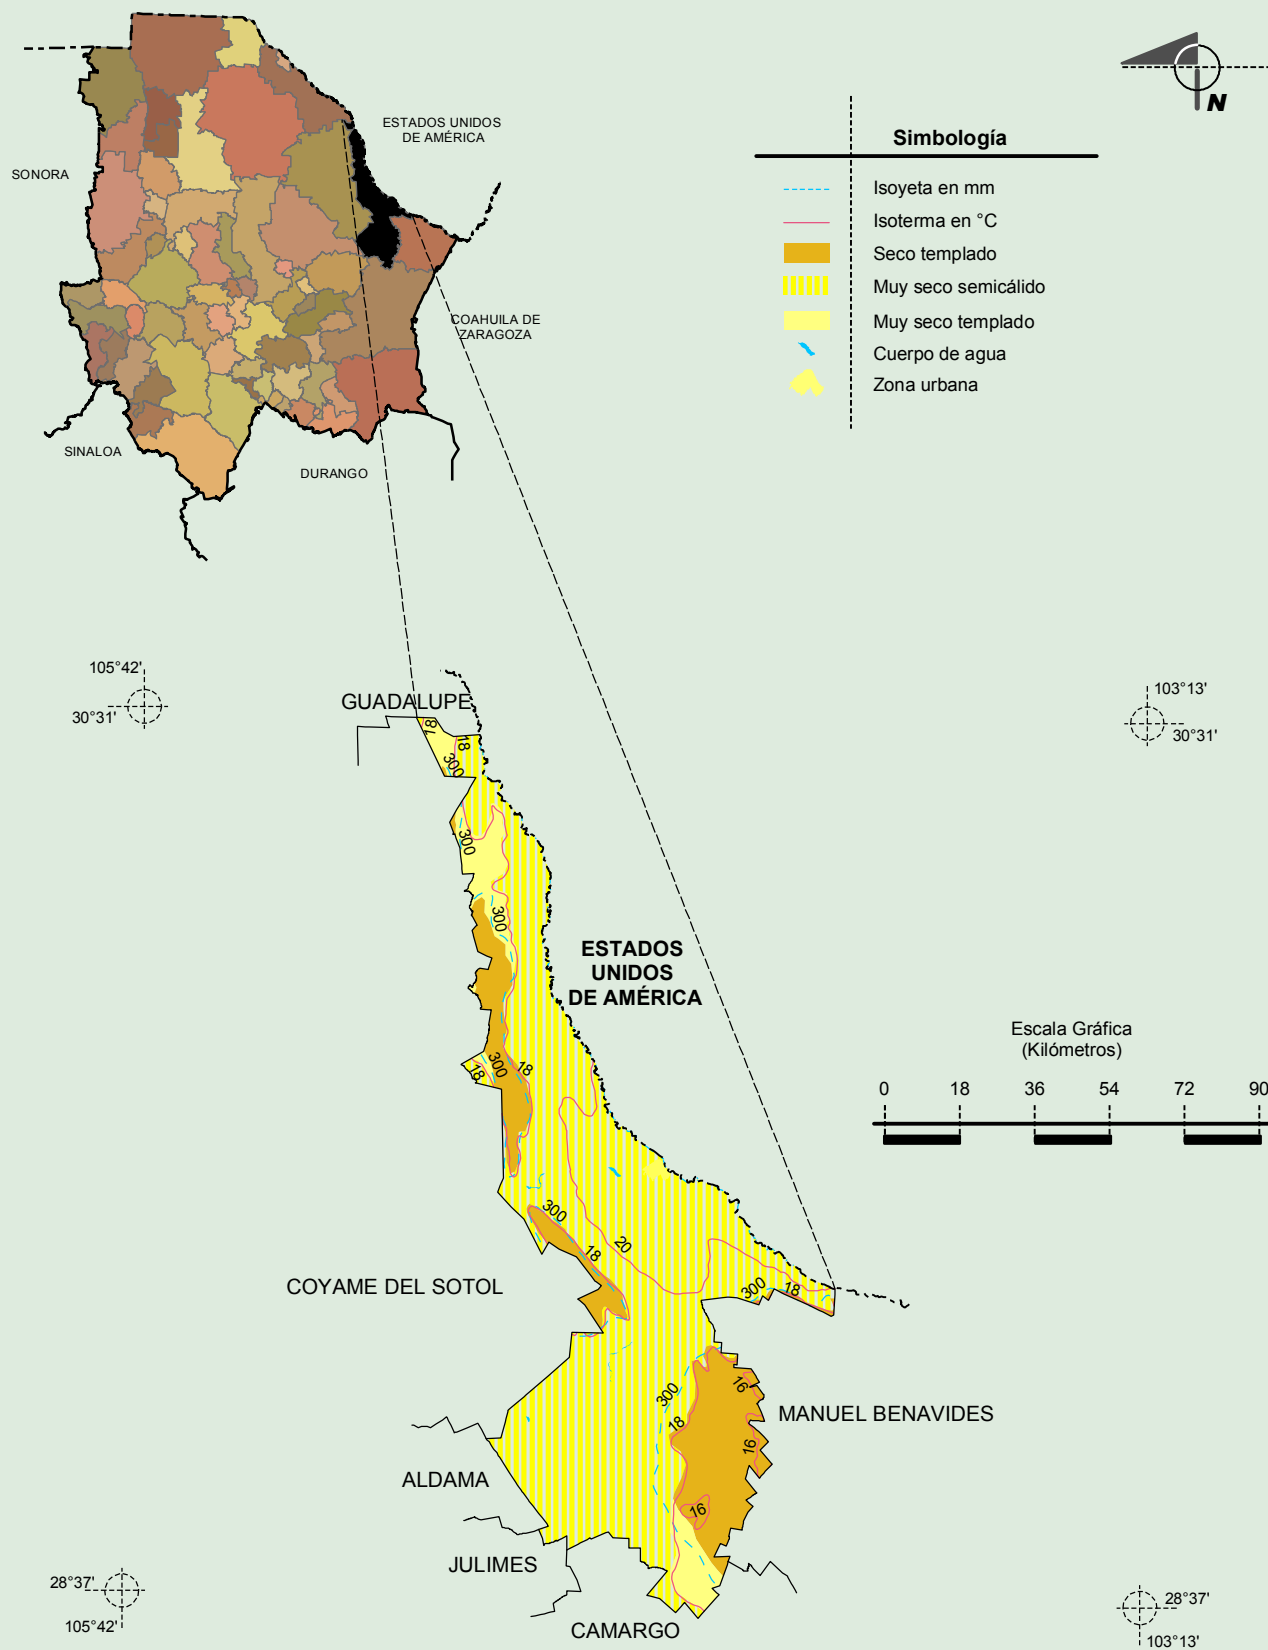 ESTADOS UNIDOS
DE AMÉRICA
SONORA
COAHUILA DE
ZARAGOZA
SINALOA
DURANGO
N
Simbología
Isoyeta en mm
Isoterma en °C
Seco templado
Muy seco semicálido
Muy seco templado
Cuerpo de agua
Zona urbana
105°42'
30°31'
103°13'
30°31'
GUADALUPE
18
18
300
300
300
ESTADOS
UNIDOS
DE AMÉRICA
300
18
18
Escala Gráfica
(Kilómetros)
0 18 36 54 72 90
300
18
20
COYAME DEL SOTOL
300
18
300
16
18
MANUEL BENAVIDES
16
ALDAMA
16
JULIMES
CAMARGO
28°37'
105°42'
28°37'
103°13'